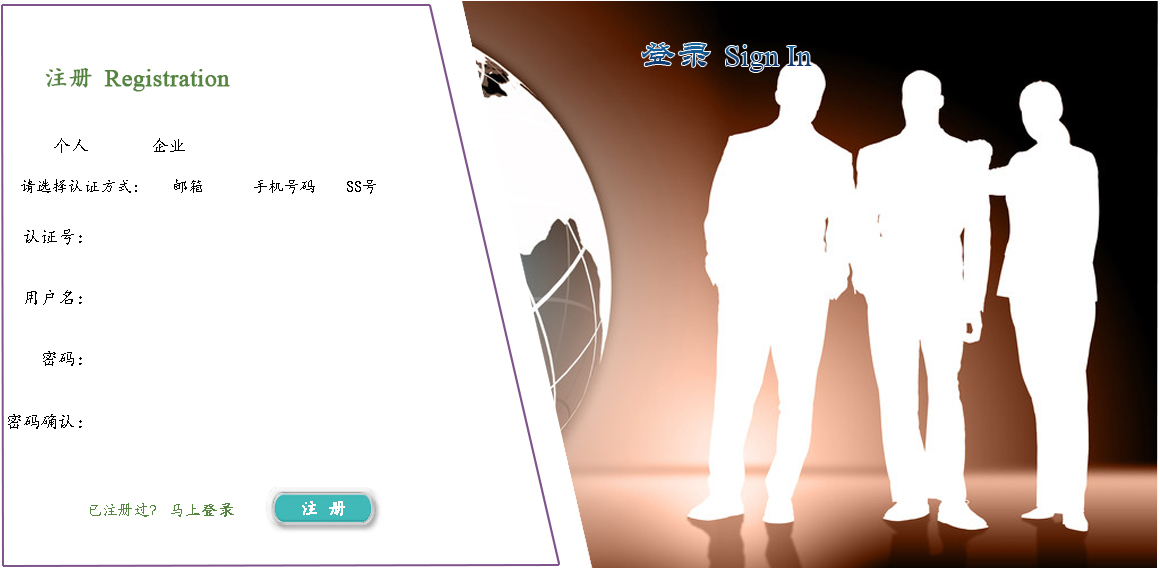 注册 Registration
个人 企业
请选择认证方式: 邮箱 手机号码 SS号
认证号:
用户名:
密码:
密码确认:
已注册过? 马上登录
注 册
登录 Sign In